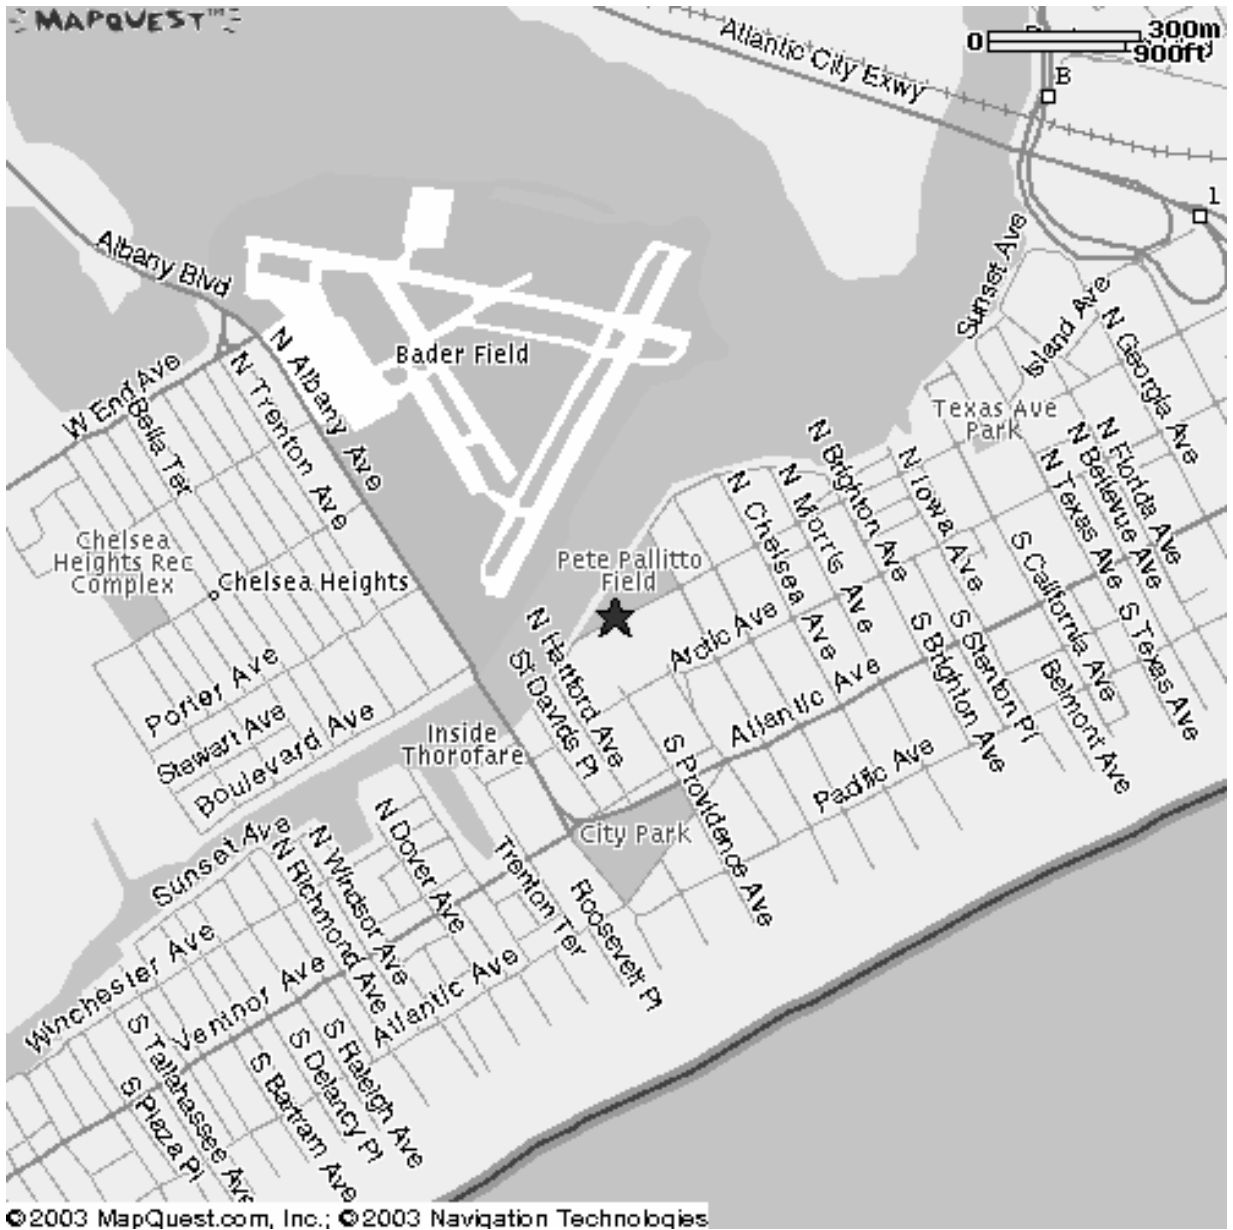 MAPQUEST™
0
300m
900ft
Atlantic City Exwy
B
1
Sunset Ave
Albany Blvd
Island Ave
N Georgia Ave
N Albany Ave
Bader Field
W End Ave
N Trenton Ave
Bella Ter
Texas Ave
Park
N Florida Ave
N Bellevue Ave
N Texas Ave
N Brighton Ave
N Iowa Ave
N Morris Ave
N Chelsea Ave
Chelsea
Heights Rec
Complex
Chelsea Heights
Pete Pallitto
Field
S California Ave
S Texas Ave
S Stenton Pl
S Brighton Ave
Belmont Ave
Arctic Ave
N Hartford Ave
St Davids Pl
Atlantic Ave
Porter Ave
Stewart Ave
Boulevard Ave
Inside
Thorofare
S Providence Ave
Pacific Ave
City Park
Sunset Ave
N Dover Ave
N Windsor Ave
N Richmond Ave
Trenton Ter
Roosevelt Pl
Winchester Ave
Ventnor Ave
Atlantic Ave
S Raleigh Ave
S Delancy Pl
S Bartram Ave
S Tallahassee Ave
S Plaza Pl
©2003 MapQuest.com, Inc.; ©2003 Navigation Technologies